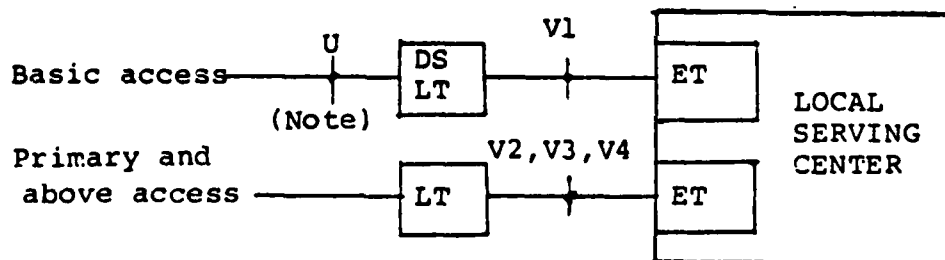 U
V1
Basic access
DS
LT
ET
(Note)
LOCAL
SERVING
CENTER
Primary and
above access
V2,V3,V4
LT
ET